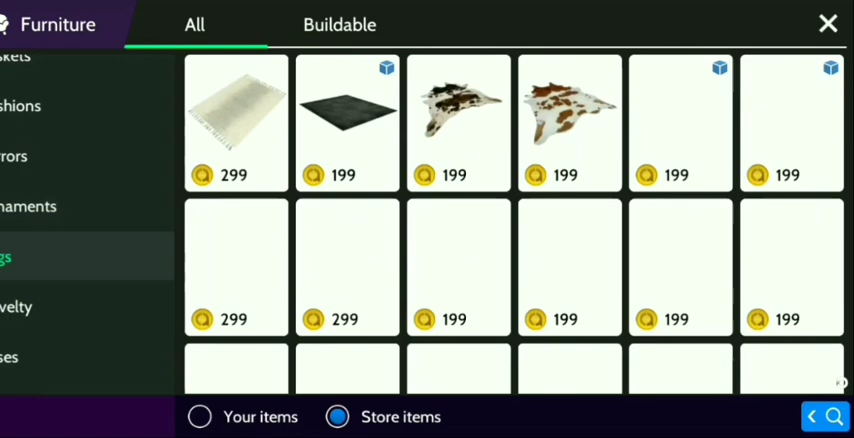 Furniture
All
Buildable
skets
shions
rrors
naments
gs
velty
ses
299
199
199
199
199
199
299
299
199
199
199
199
Your items
Store items